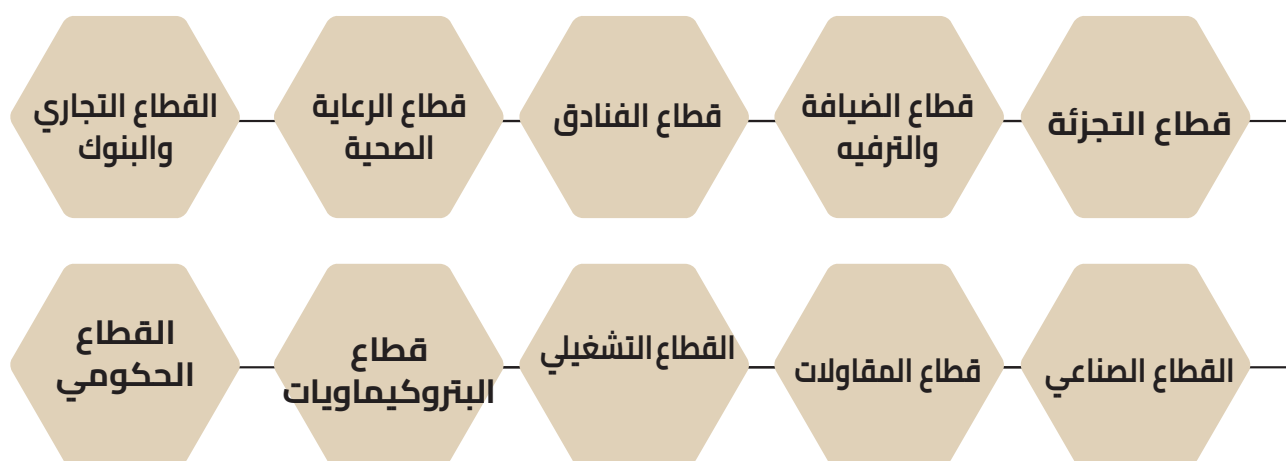 قطاع التجزئة
قطاع الضيافة
والترفيه
قطاع الفنادق
قطاع الرعاية
الصحية
القطاع التجاري
والبنوك
القطاع الصناعي
قطاع المقاولات
القطاع التشغيلي
قطاع
البتروكيماويات
القطاع
الحكومي